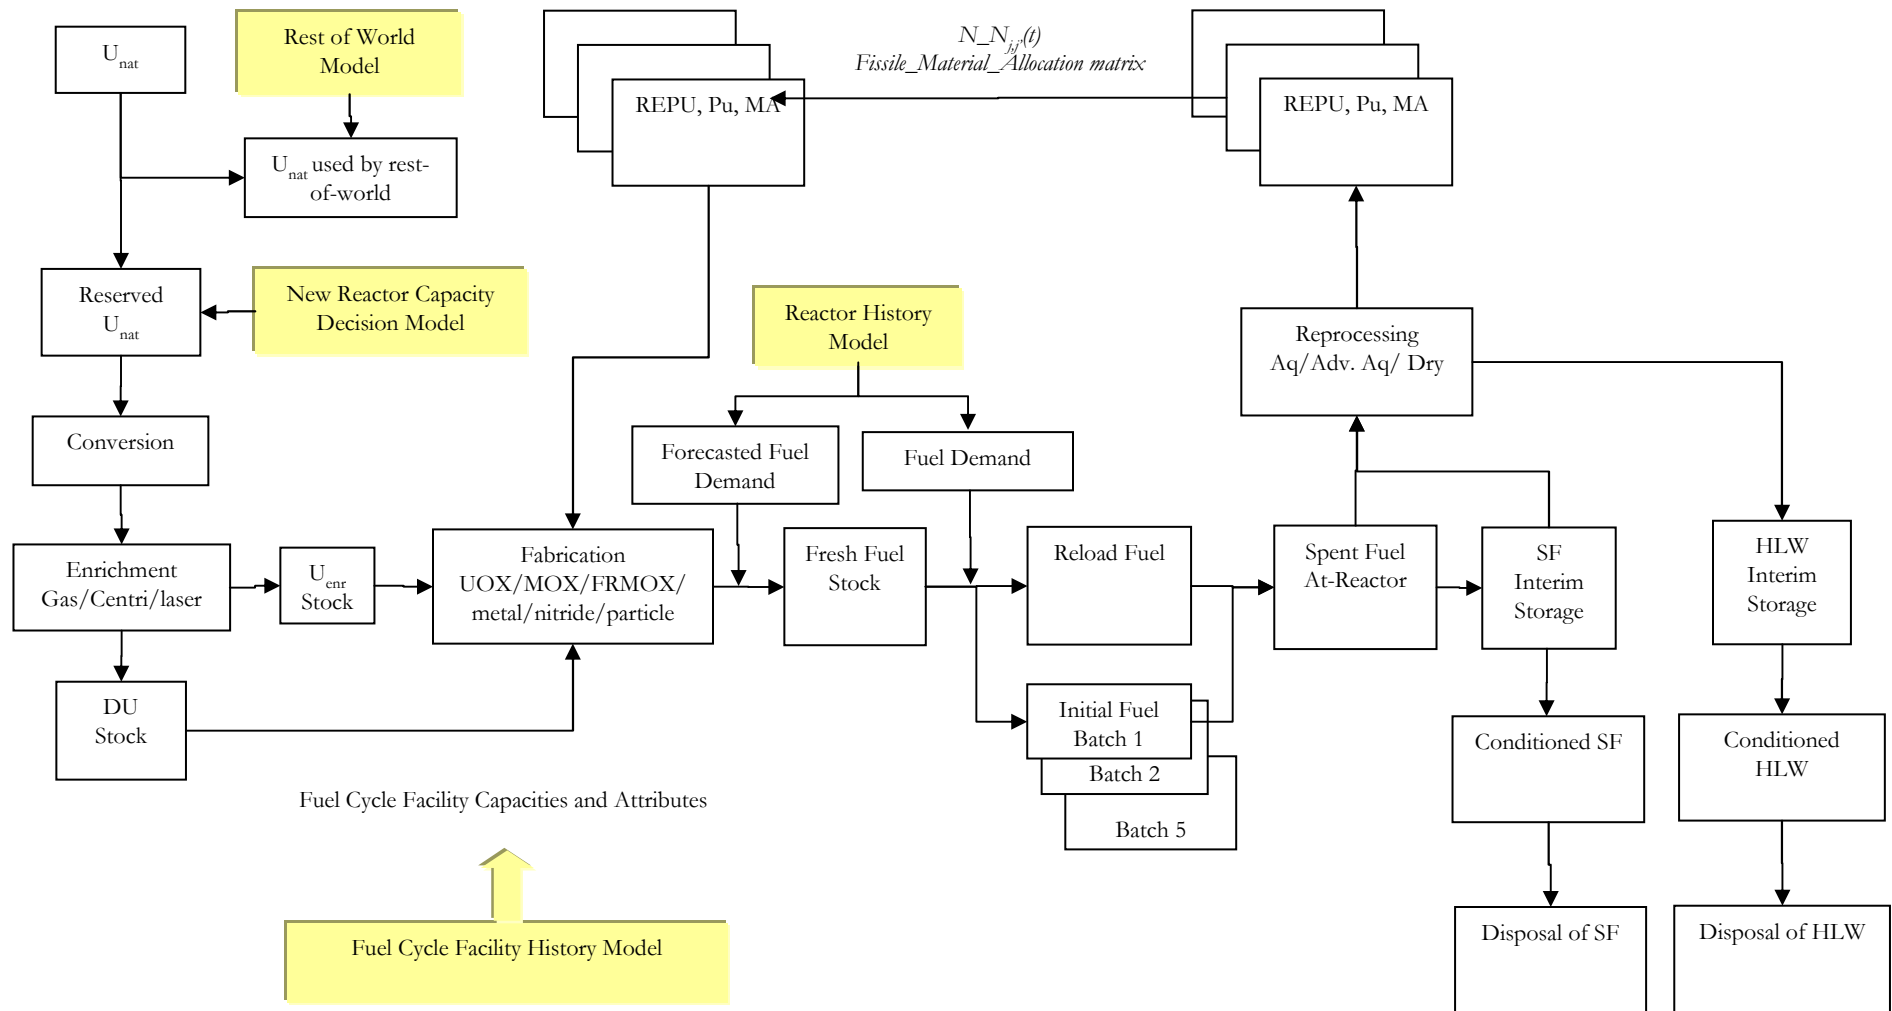 U_nat
Rest of World
Model
U_nat used by rest-
of-world
Reserved
U_nat
New Reactor Capacity
Decision Model
Conversion
Enrichment
Gas/Centri/laser
U_enr
Stock
DU
Stock
REPU, Pu, MA
N_N_j,j'(t)
Fissile_Material_Allocation matrix
REPU, Pu, MA
Reactor History
Model
Forecasted Fuel
Demand
Fuel Demand
Fabrication
UOX/MOX/FRMOX/
metal/nitride/particle
Fresh Fuel
Stock
Reload Fuel
Initial Fuel
Batch 1
Batch 2
Batch 5
Reprocessing
Aq/Adv. Aq/ Dry
Spent Fuel
At-Reactor
SF
Interim
Storage
HLW
Interim
Storage
Conditioned SF
Conditioned
HLW
Disposal of SF
Disposal of HLW
Fuel Cycle Facility Capacities and Attributes
Fuel Cycle Facility History Model